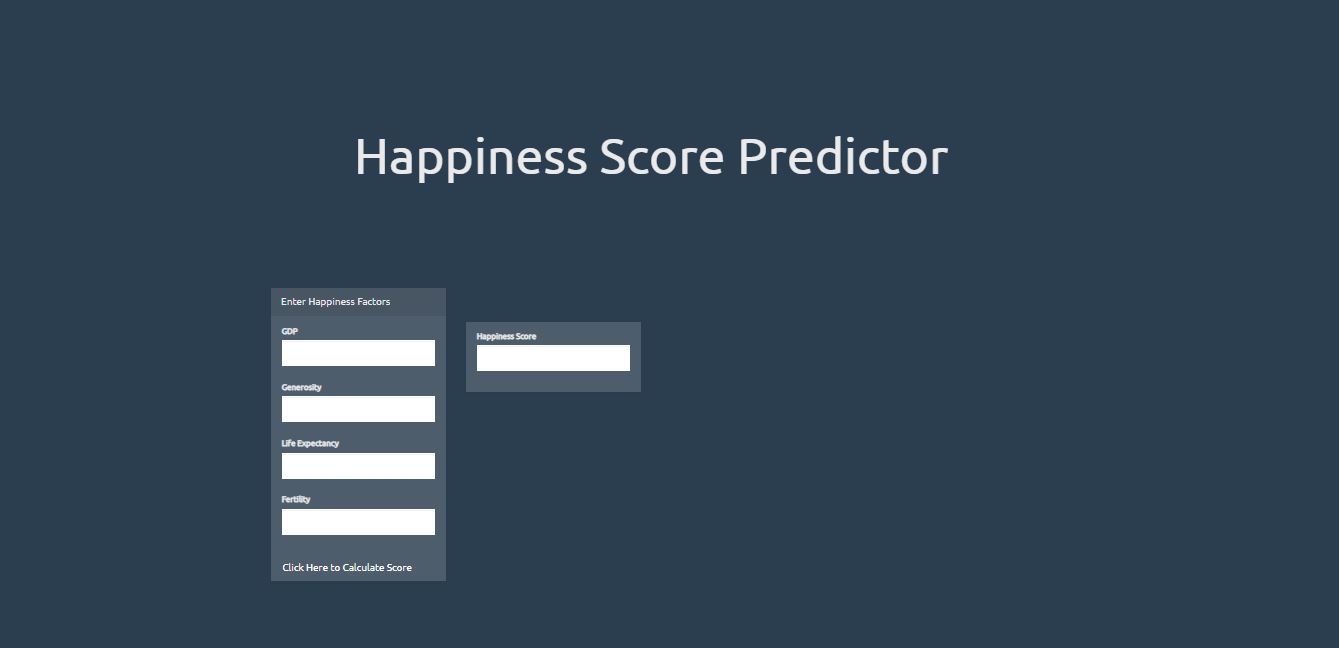 Happiness Score Predictor
Enter Happiness Factors
GDP
Generosity
Life Expectancy
Fertility
Click Here to Calculate Score
Happiness Score